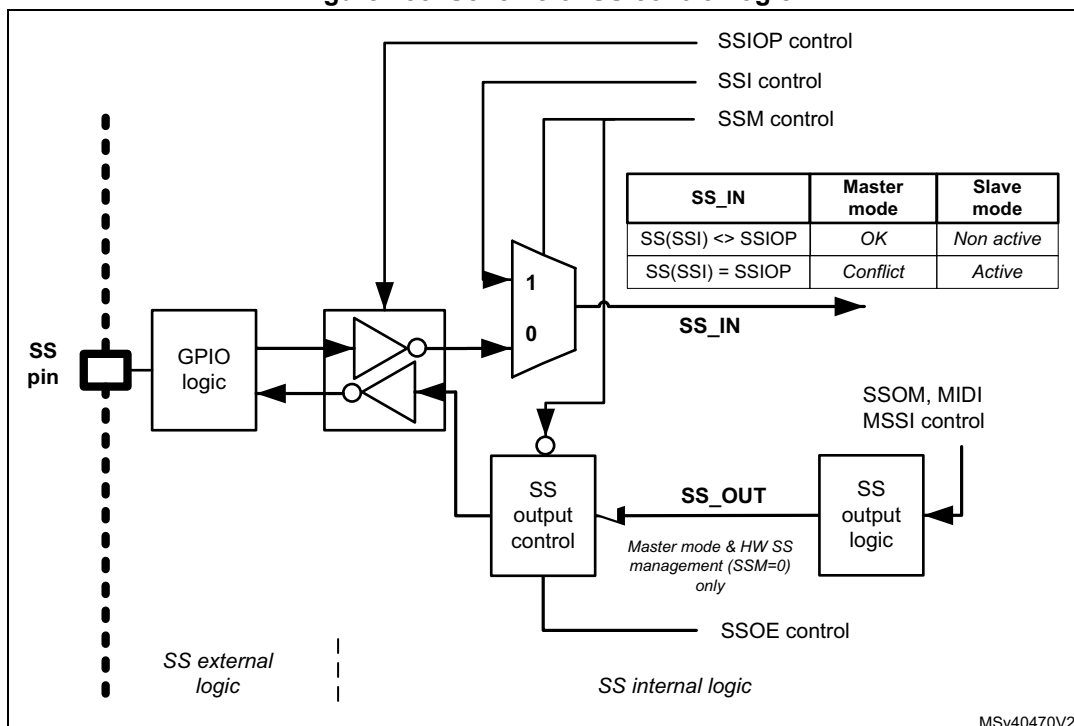 SSIOP control
SSI control
SSM control
SS_IN Master mode Slave mode
SS(SSI) <> SSIOP OK Non active
SS(SSI) = SSIOP Conflict Active
1
0
SS_IN
SS
pin
GPIO
logic
SSOM, MIDI
MSSI control
SS
output
control
SS_OUT
SS
output
logic
Master mode & HW SS
management (SSM=0)
only
SSOE control
SS external
logic
SS internal logic
MSv40470V2